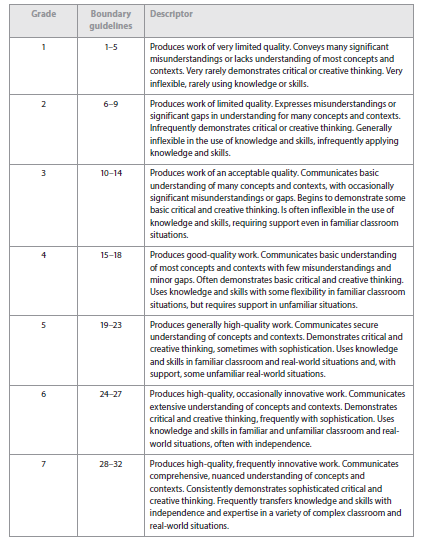 Grade Boundary guidelines Descriptor
1 1–5 Produces work of very limited quality. Conveys many significant
misunderstandings or lacks understanding of most concepts and
contexts. Very rarely demonstrates critical or creative thinking. Very
inflexible, rarely using knowledge or skills.
2 6–9 Produces work of limited quality. Expresses misunderstandings or
significant gaps in understanding for many concepts and contexts.
Infrequently demonstrates critical or creative thinking. Generally
inflexible in the use of knowledge and skills, infrequently applying
knowledge and skills.
3 10–14 Produces work of an acceptable quality. Communicates basic
understanding of many concepts and contexts, with occasionally
significant misunderstandings or gaps. Begins to demonstrate some
basic critical and creative thinking. Is often inflexible in the use of
knowledge and skills, requiring support even in familiar classroom
situations.
4 15–18 Produces good-quality work. Communicates basic understanding
of most concepts and contexts with few misunderstandings and
minor gaps. Often demonstrates basic critical and creative thinking.
Uses knowledge and skills with some flexibility in familiar classroom
situations, but requires support in unfamiliar situations.
5 19–23 Produces generally high-quality work. Communicates secure
understanding of concepts and contexts. Demonstrates critical and
creative thinking, sometimes with sophistication. Uses knowledge
and skills in familiar classroom and real-world situations and, with
support, some unfamiliar real-world situations.
6 24–27 Produces high-quality, occasionally innovative work. Communicates
extensive understanding of concepts and contexts. Demonstrates
critical and creative thinking, frequently with sophistication. Uses
knowledge and skills in familiar and unfamiliar classroom and real-
world situations, often with independence.
7 28–32 Produces high-quality, frequently innovative work. Communicates
comprehensive, nuanced understanding of concepts and
contexts. Consistently demonstrates sophisticated critical and
creative thinking. Frequently transfers knowledge and skills with
independence and expertise in a variety of complex classroom and
real-world situations.